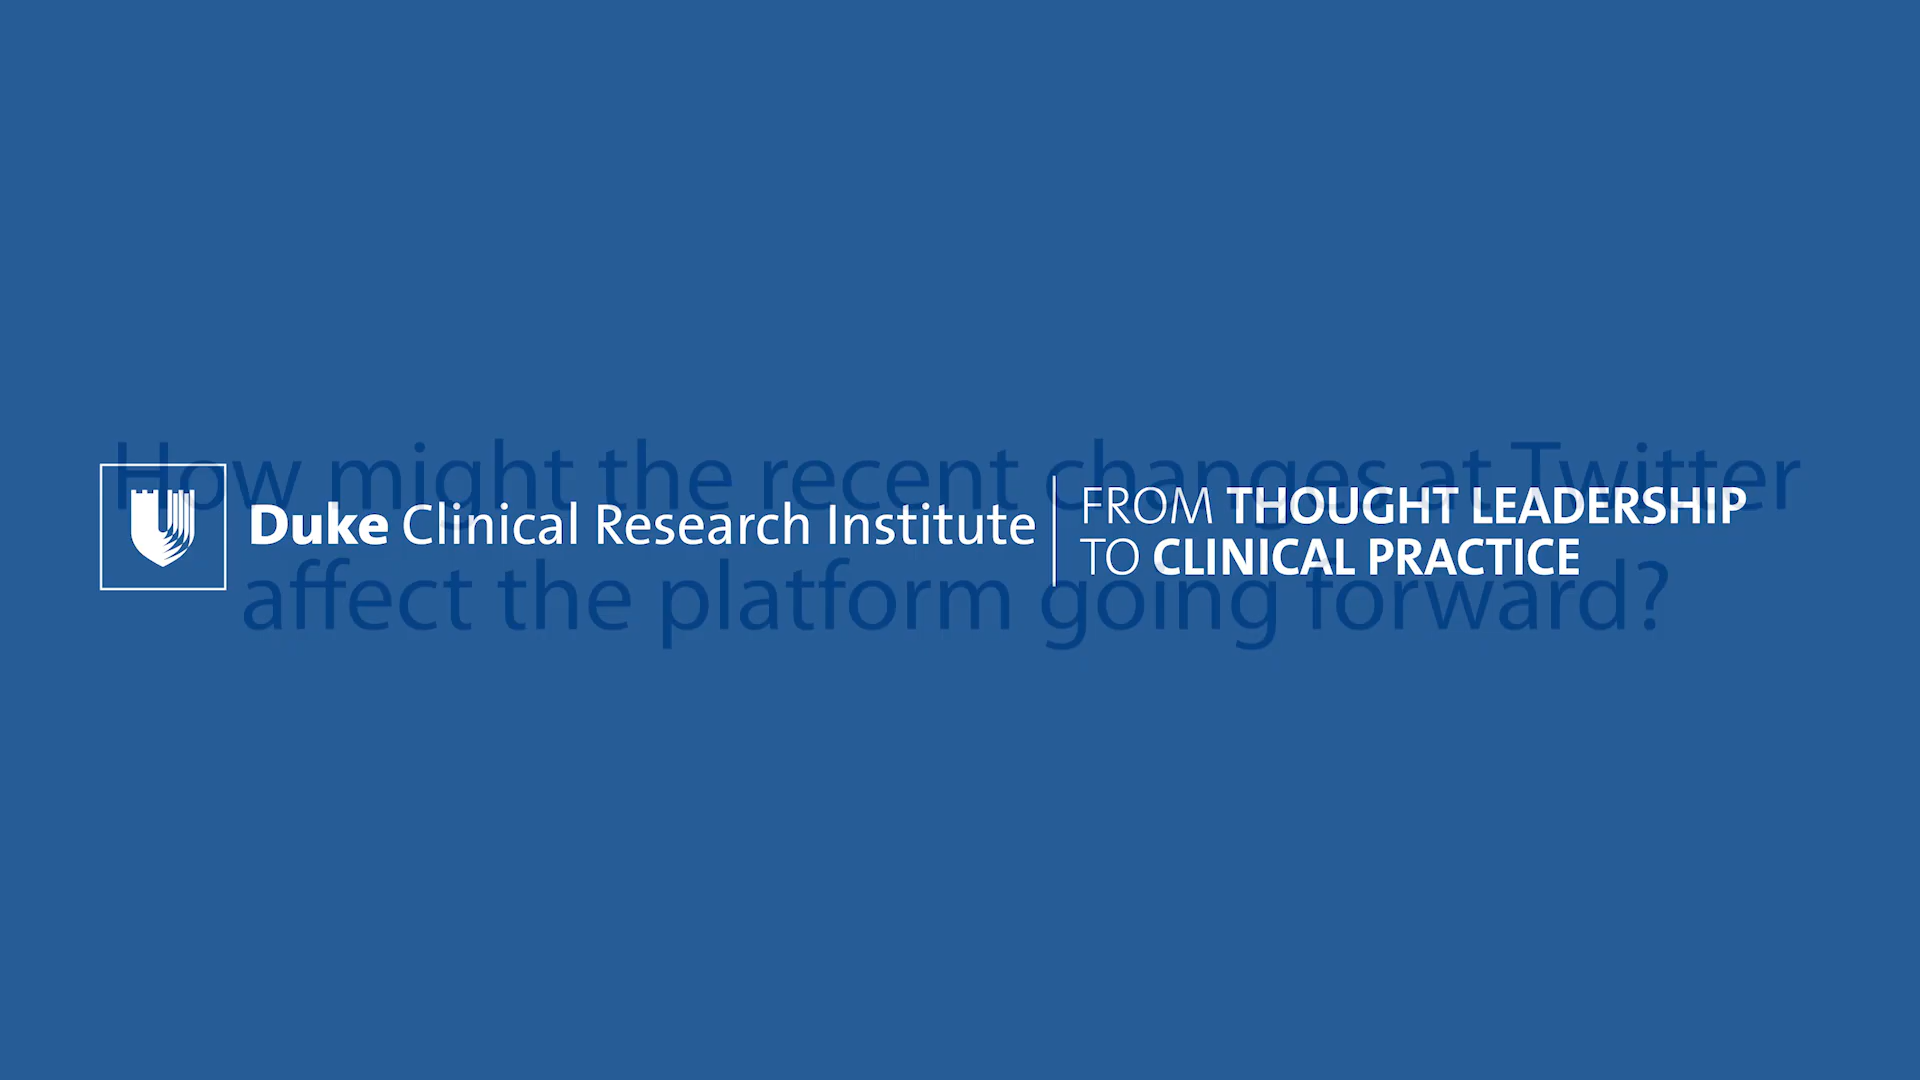 How might the recent changes at Twitter
affect the platform going forward?
Duke Clinical Research Institute
FROM THOUGHT LEADERSHIP
TO CLINICAL PRACTICE